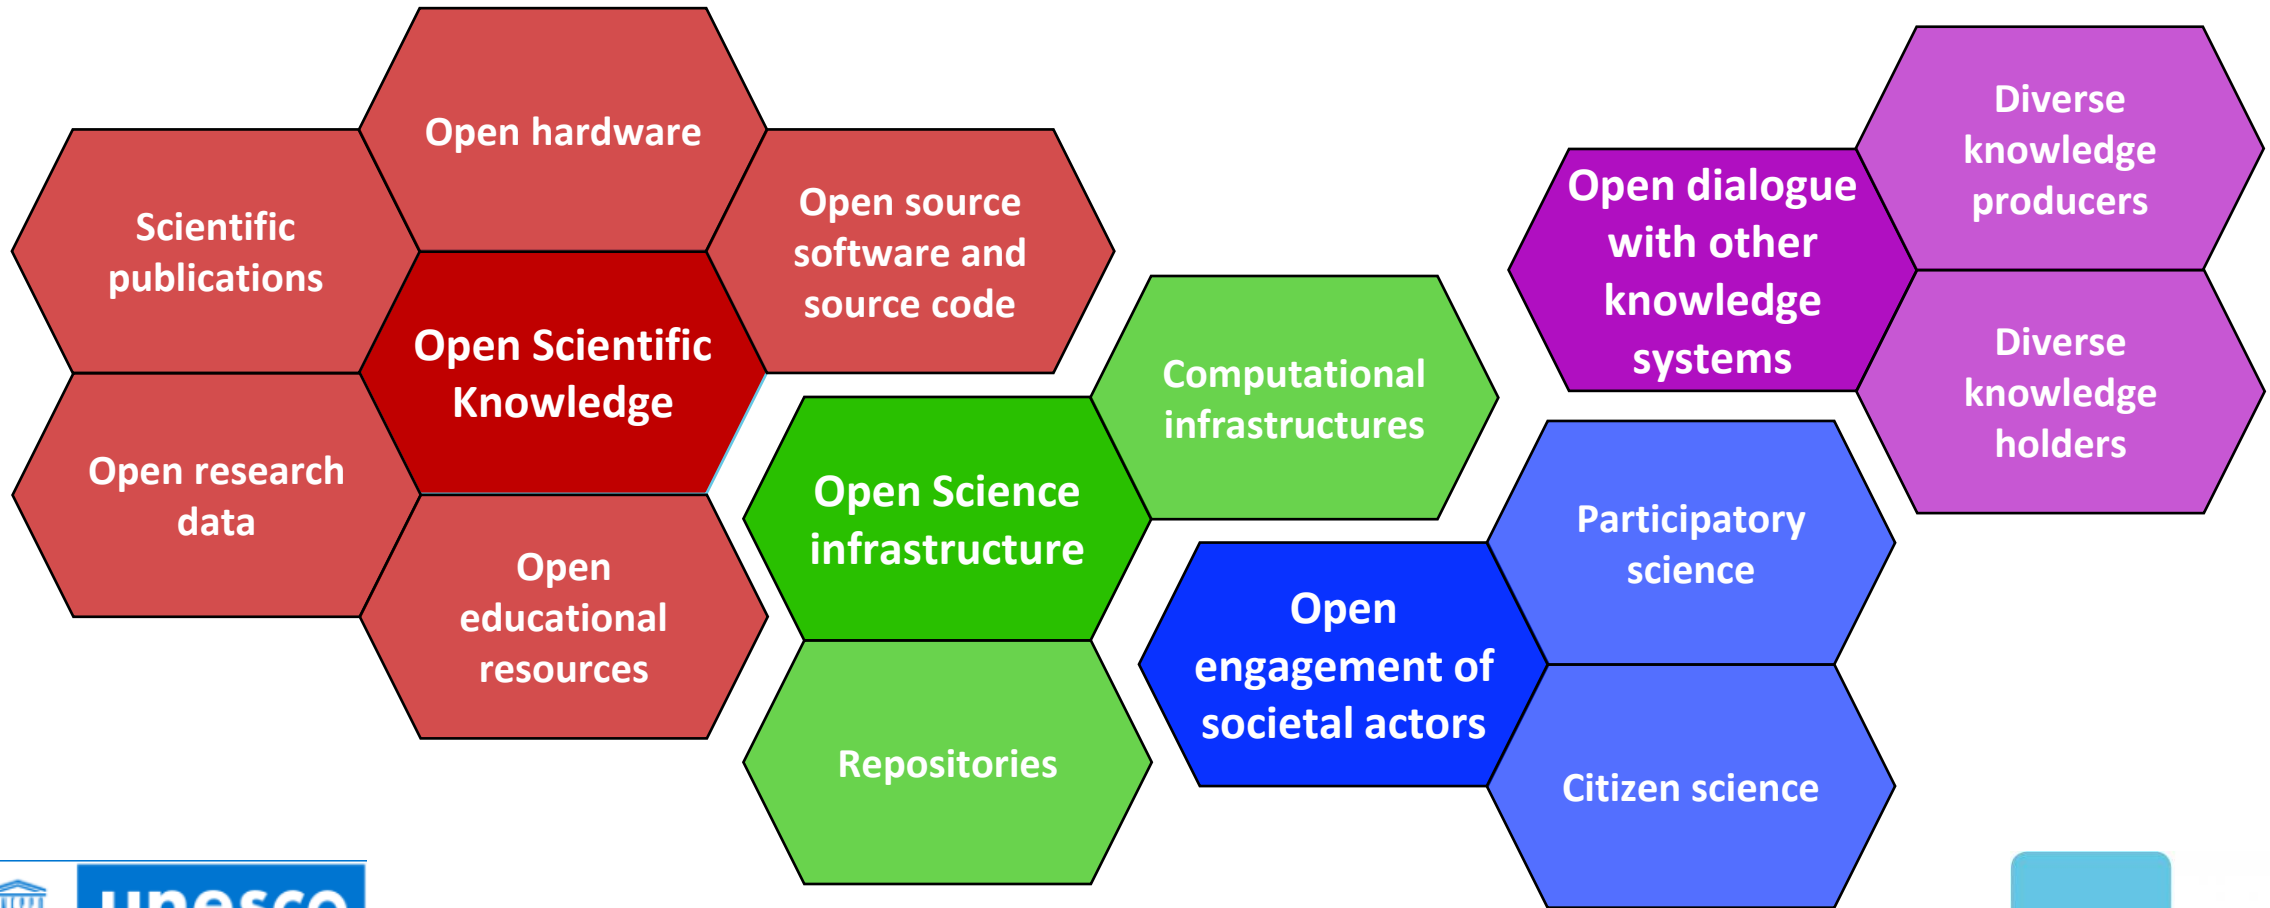 Open hardware
Scientific
publications
Open source
software and
source code
Open Scientific
Knowledge
Open research
data
Open
educational
resources
Computational
infrastructures
Open Science
infrastructure
Repositories
Open dialogue
with other
knowledge
systems
Diverse
knowledge
producers
Diverse
knowledge
holders
Participatory
science
Open
engagement of
societal actors
Citizen science
unesco